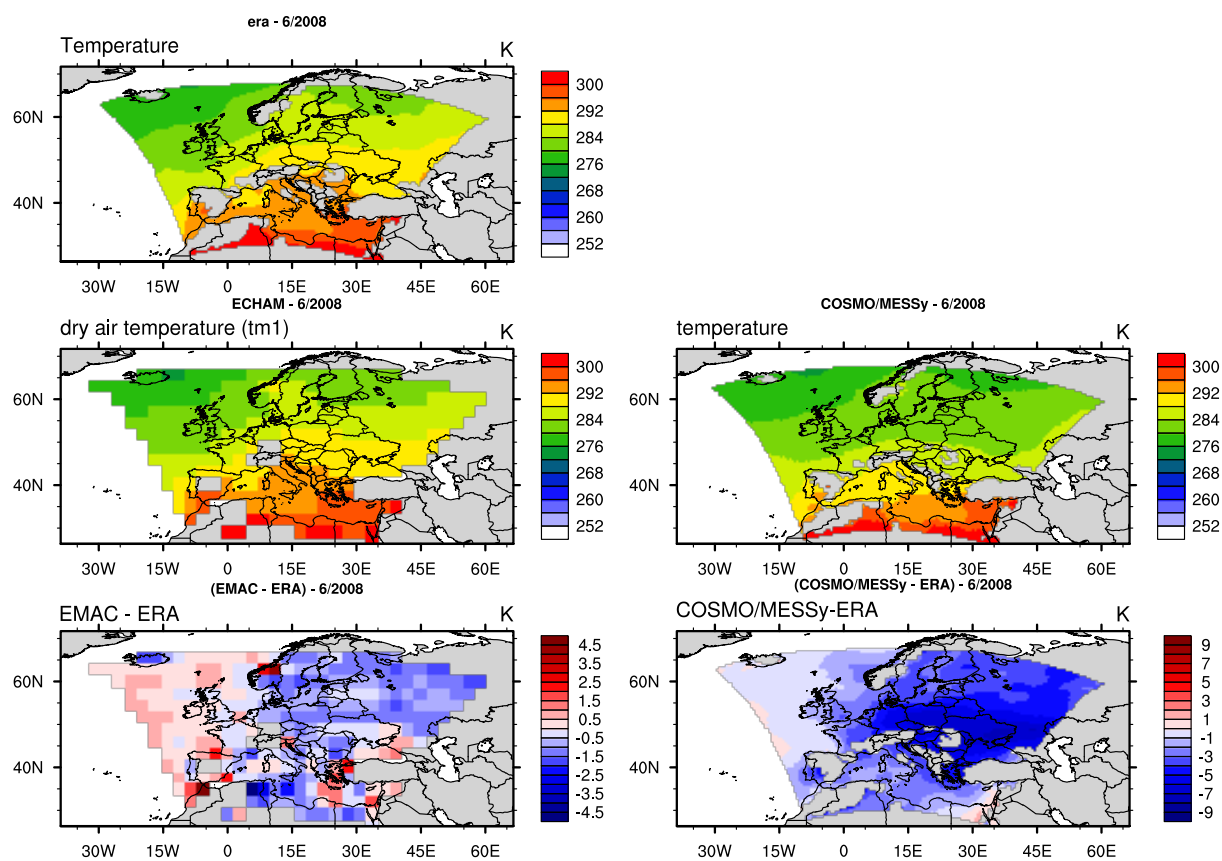 era - 6/2008
Temperature K
60N
40N
30W 15W 0 15E 30E 45E 60E
300
292
284
276
268
260
252
ECHAM - 6/2008
dry air temperature (tm1) K
60N
40N
30W 15W 0 15E 30E 45E 60E
300
292
284
276
268
260
252
COSMO/MESSy - 6/2008
temperature K
60N
40N
30W 15W 0 15E 30E 45E 60E
300
292
284
276
268
260
252
(EMAC - ERA) - 6/2008
EMAC - ERA K
60N
40N
30W 15W 0 15E 30E 45E 60E
4.5
3.5
2.5
1.5
0.5
-0.5
-1.5
-2.5
-3.5
-4.5
(COSMO/MESSy - ERA) - 6/2008
COSMO/MESSy-ERA K
60N
40N
30W 15W 0 15E 30E 45E 60E
9
7
5
3
1
-1
-3
-5
-7
-9